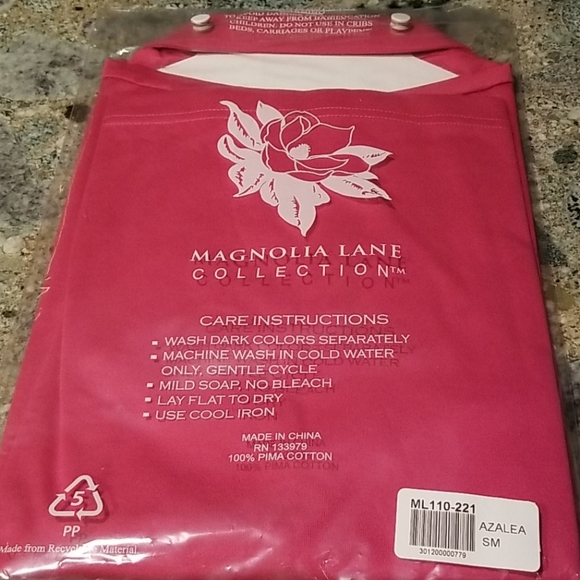 TO KEEP AWAY FROM BABIES AND
CHILDREN. DO NOT USE IN CRIBS
BEDS, CARRIAGES OR PLAYPENS
MAGNOLIA LANE
COLLECTION™
CARE INSTRUCTIONS
▪ WASH DARK COLORS SEPARATELY
▪ MACHINE WASH IN COLD WATER
ONLY, GENTLE CYCLE
▪ MILD SOAP, NO BLEACH
▪ LAY FLAT TO DRY
▪ USE COOL IRON
MADE IN CHINA
RN 133979
100% PIMA COTTON
5
PP
Made from Recyclable Material
ML110-221
AZALEA
SM
301200000779